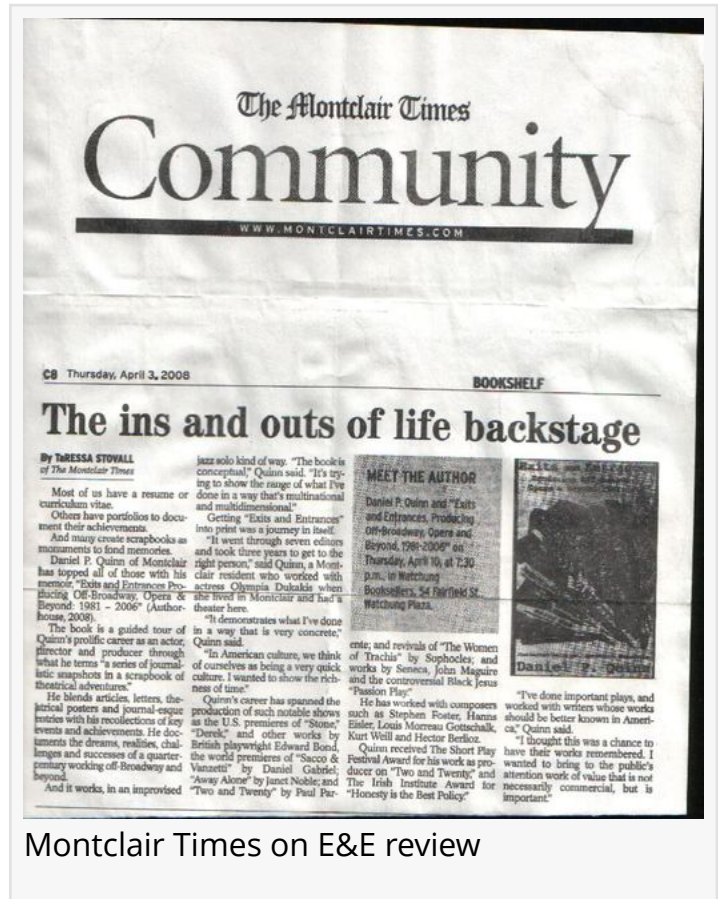 The Montclair Times
Community
WWW.MONTCLAIRTIMES.COM
C8 Thursday, April 3, 2008
BOOKSHELF
The ins and outs of life backstage
By TaRESSA STOVALL
of The Montclair Times
Most of us have a resume or
curriculum vitae.
Others have portfolios to docu-
ment their achievements.
And many create scrapbooks as
monuments to fond memories.
Daniel P. Quinn of Montclair
has topped all of those with his
memoir, "Exits and Entrances Pro-
ducing Off-Broadway, Opera &
Beyond: 1981 – 2006" (Author-
house, 2008).
The book is a guided tour of
Quinn's prolific career as an actor,
director and producer through
what he terms "a series of journal-
istic snapshots in a scrapbook of
theatrical adventures."
He blends articles, letters, the-
atrical posters and journal-esque
entries with his recollections of key
events and achievements. He doc-
uments the dreams, realities, chal-
lenges and successes of a quarter-
century working off-Broadway and
beyond.
And it works, in an improvised
jazz solo kind of way. "The book is
conceptual," Quinn said. "It's try-
ing to show the range of what I've
done in a way that's multinational
and multidimensional."
Getting "Exits and Entrances"
into print was a journey in itself.
"It went through seven editors
and took three years to get to the
right person," said Quinn, a Mont-
clair resident who worked with
actress Olympia Dukakis when
she lived in Montclair and had a
theater here.
"It demonstrates what I've done
in a way that is very concrete,"
Quinn said.
"In American culture, we think
of ourselves as being a very quick
culture. I wanted to show the rich-
ness of time."
Quinn's career has spanned the
production of such notable shows
as the U.S. premieres of "Stone,"
"Derek," and other works by
British playwright Edward Bond,
the world premieres of "Sacco &
Vanzetti" by Daniel Gabriel;
"Away Alone" by Janet Noble; and
"Two and Twenty" by Paul Par-
MEET THE AUTHOR
Daniel P. Quinn and "Exits
and Entrances, Producing
Off-Broadway, Opera and
Beyond, 1981-2006" on
Thursday, April 10, at 7:30
p.m., in Watchung
Booksellers, 54 Fairfield St.,
Watchung Plaza.
ente; and revivals of "The Women
of Trachis" by Sophocles; and
works by Seneca, John Maguire
and the controversial Black Jesus
"Passion Play."
He has worked with composers
such as Stephen Foster, Hanns
Eisler, Louis Morreau Gottschalk,
Kurt Weill and Hector Berlioz.
Quinn received The Short Play
Festival Award for his work as pro-
ducer on "Two and Twenty," and
The Irish Institute Award for
"Honesty is the Best Policy."
Daniel P. Quinn
"I've done important plays, and
worked with writers whose works
should be better known in Ameri-
ca," Quinn said.
"I thought this was a chance to
have their works remembered. I
wanted to bring to the public's
attention work of value that is not
necessarily commercial, but is
important."
Montclair Times on E&E review